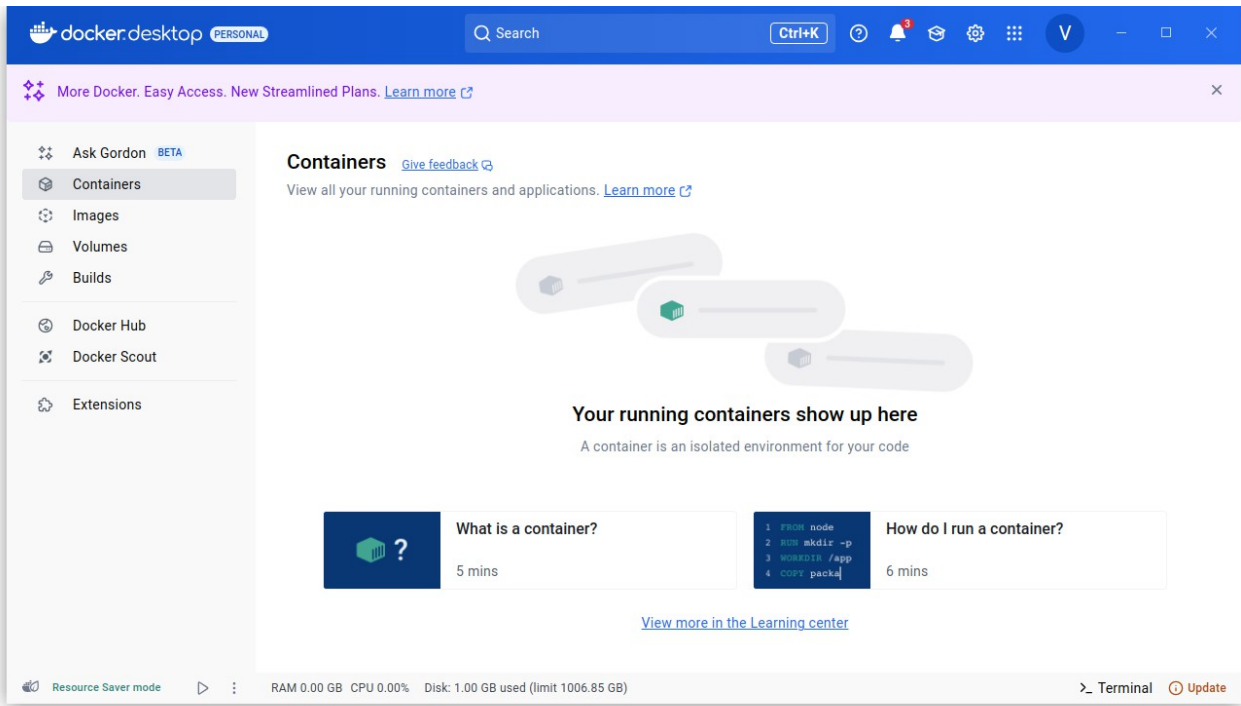 docker.desktop PERSONAL
Search
Ctrl+K
3
V
More Docker. Easy Access. New Streamlined Plans. Learn more
Ask Gordon BETA
Containers
Images
Volumes
Builds
Docker Hub
Docker Scout
Extensions
Containers Give feedback
View all your running containers and applications. Learn more
Your running containers show up here
A container is an isolated environment for your code
?
What is a container?
5 mins
1 FROM node
2 RUN mkdir -p
3 WORKDIR /app
4 COPY packa
How do I run a container?
6 mins
View more in the Learning center
Resource Saver mode
RAM 0.00 GB CPU 0.00% Disk: 1.00 GB used (limit 1006.85 GB)
>_ Terminal
Update